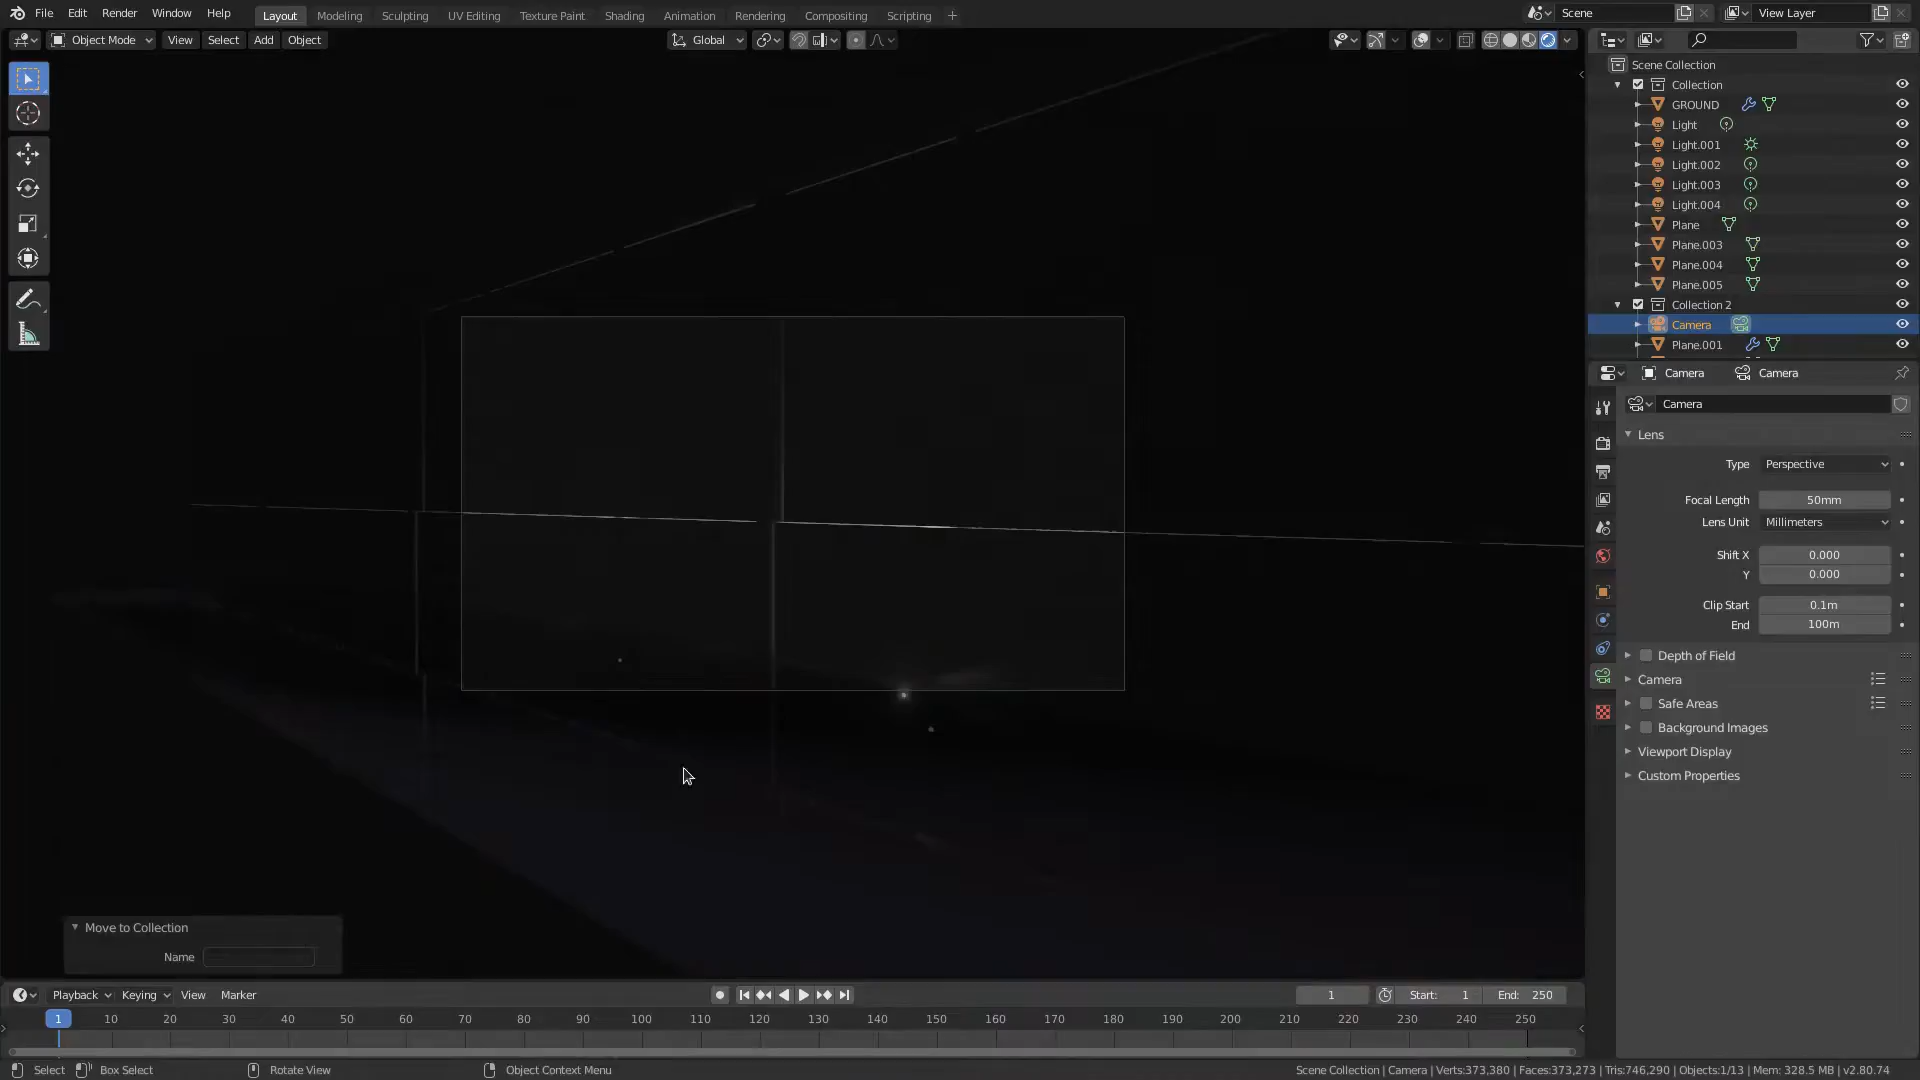 File Edit Render Window Help Layout Modeling Sculpting UV Editing Texture Paint Shading Animation Rendering Compositing Scripting + Scene View Layer
Object Mode View Select Add Object Global
Scene Collection
Collection
GROUND
Light
Light.001
Light.002
Light.003
Light.004
Plane
Plane.003
Plane.004
Plane.005
Collection 2
Camera
Plane.001
Camera Camera
Camera
Lens
Type Perspective
Focal Length 50mm
Lens Unit Millimeters
Shift X 0.000
Y 0.000
Clip Start 0.1m
End 100m
Depth of Field
Camera
Safe Areas
Background Images
Viewport Display
Custom Properties
Move to Collection
Name
Playback Keying View Marker 1 Start: 1 End: 250
1 10 20 30 40 50 60 70 80 90 100 110 120 130 140 150 160 170 180 190 200 210 220 230 240 250
Select Box Select Rotate View Object Context Menu Scene Collection | Camera | Verts:373,380 | Faces:373,273 | Tris:746,290 | Objects:1/13 | Mem: 328.5 MB | v2.80.74